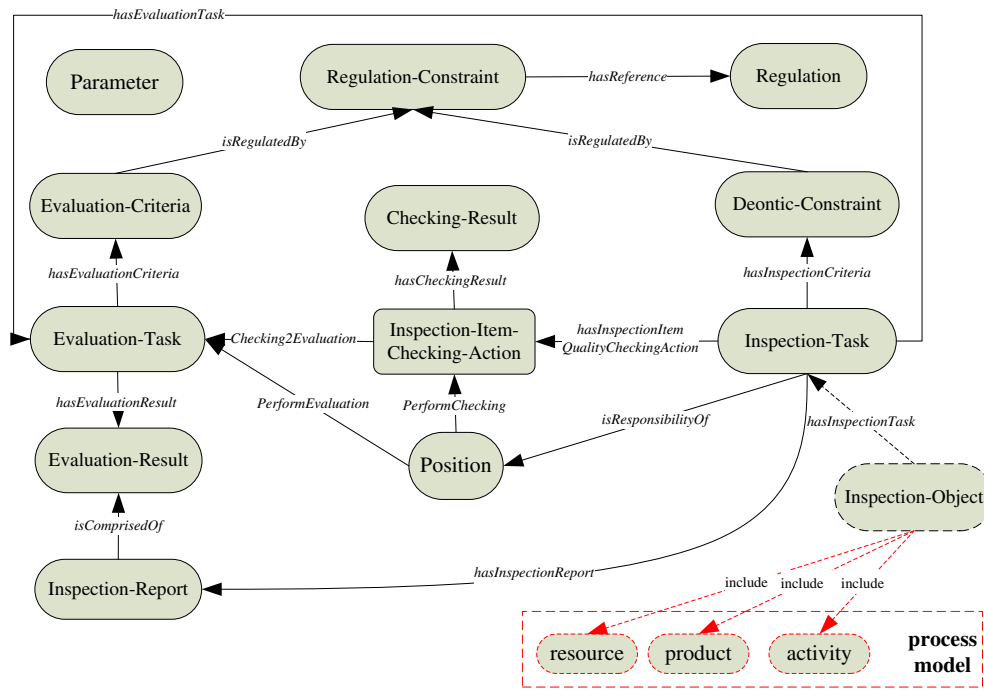 hasEvaluationTask
Parameter
Regulation-Constraint
hasReference
Regulation
isRegulatedBy
isRegulatedBy
Evaluation-Criteria
Checking-Result
Deontic-Constraint
hasEvaluationCriteria
hasCheckingResult
hasInspectionCriteria
Evaluation-Task
Checking2Evaluation
Inspection-Item-
Checking-Action
hasInspectionItem
QualityCheckingAction
Inspection-Task
hasEvaluationResult
PerformEvaluation
PerformChecking
isResponsibilityOf
hasInspectionTask
Evaluation-Result
Position
Inspection-Object
isComprisedOf
hasInspectionReport
Inspection-Report
include
include
include
resource
product
activity
process
model